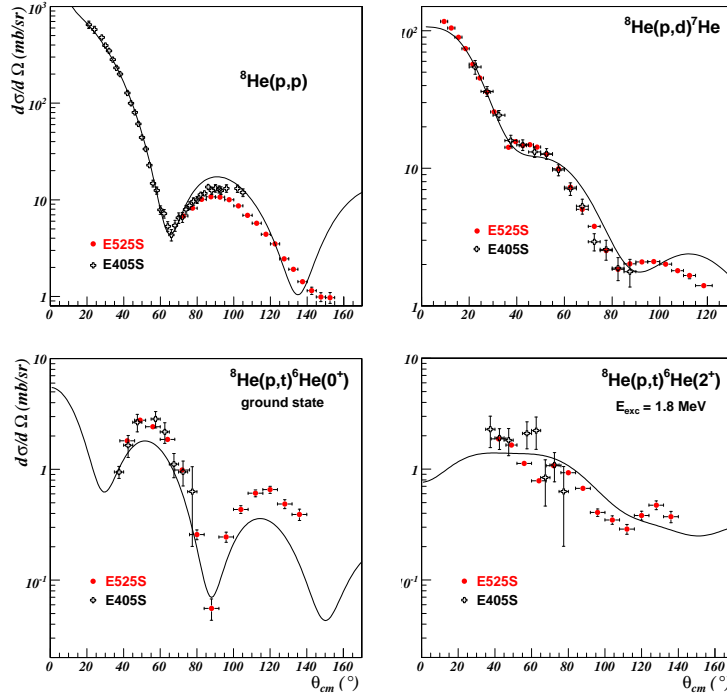 dσ/d Ω (mb/sr)
10³
10²
10
1
⁸He(p,p)
E525S
E405S
0 20 40 60 80 100 120 140 160
10²
10
1
⁸He(p,d)⁷He
E525S
E405S
0 20 40 60 80 100 120
dσ/d Ω (mb/sr)
10
1
10⁻¹
⁸He(p,t)⁶He(0⁺)
ground state
E525S
E405S
0 20 40 60 80 100 120 140 160
θcm (°)
10
1
10⁻¹
⁸He(p,t)⁶He(2⁺)
Eexc = 1.8 MeV
E525S
E405S
0 20 40 60 80 100 120 140 160
θcm (°)